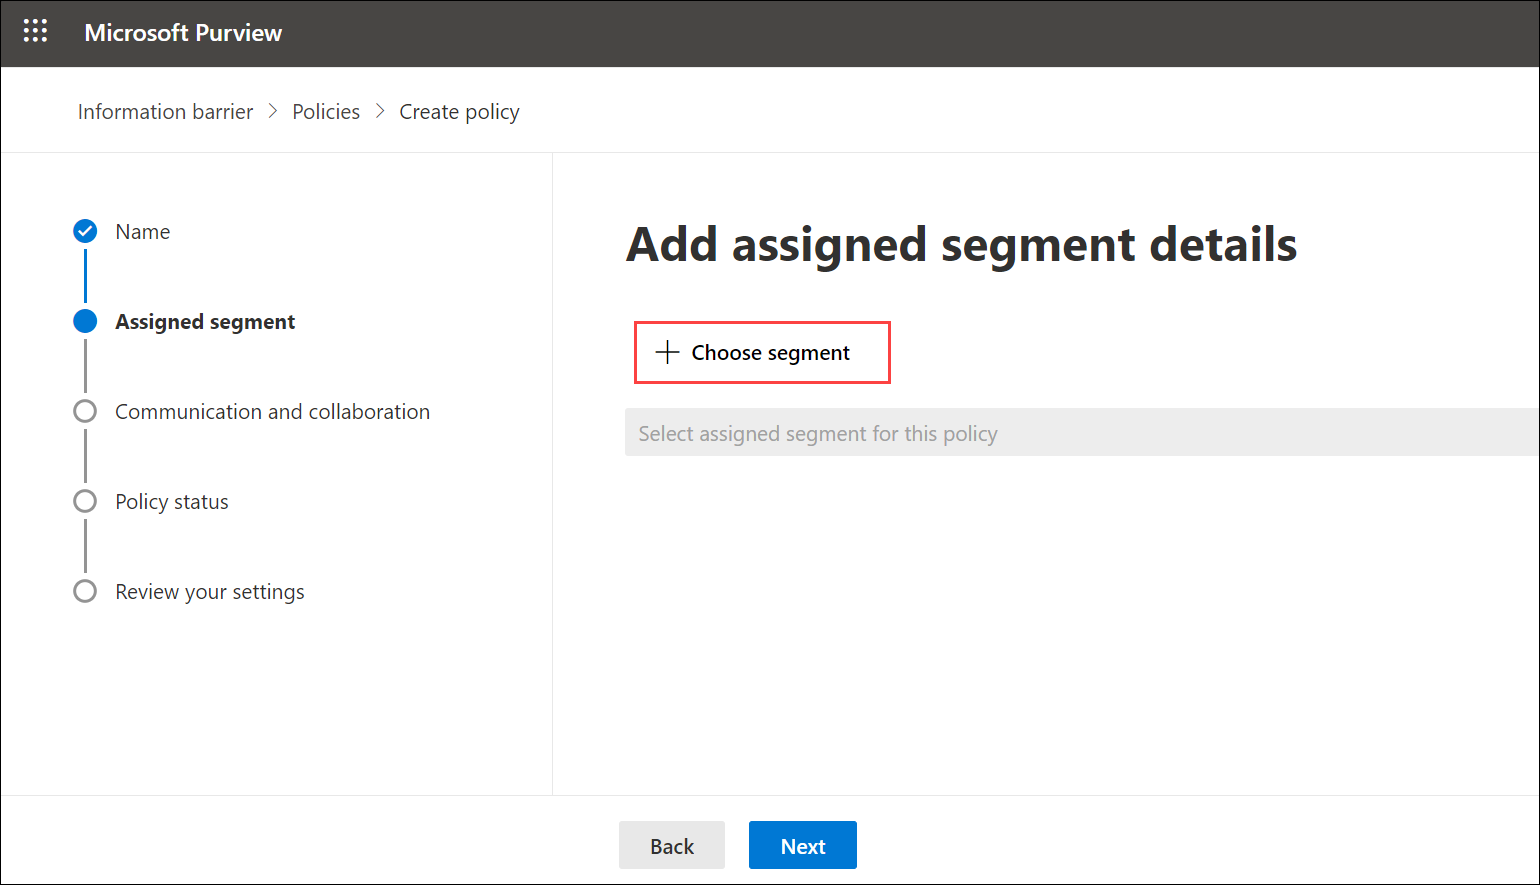 Microsoft Purview
Information barrier > Policies > Create policy
Name
Assigned segment
Communication and collaboration
Policy status
Review your settings
Add assigned segment details
+ Choose segment
Select assigned segment for this policy
Back
Next